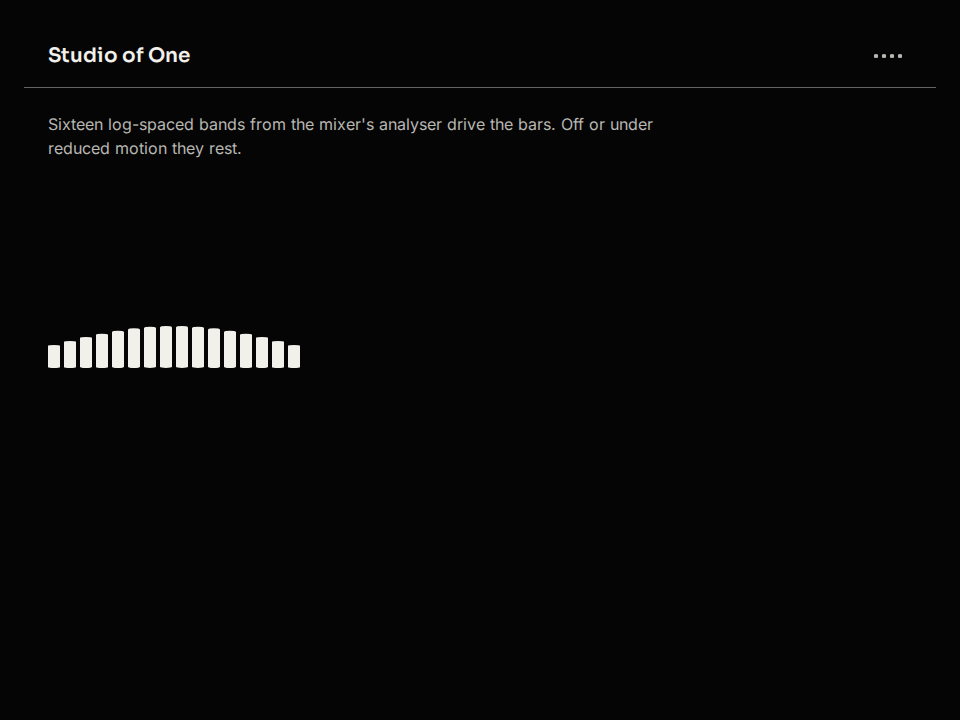 Studio of One
Sixteen log-spaced bands from the mixer's analyser drive the bars. Off or under
reduced motion they rest.